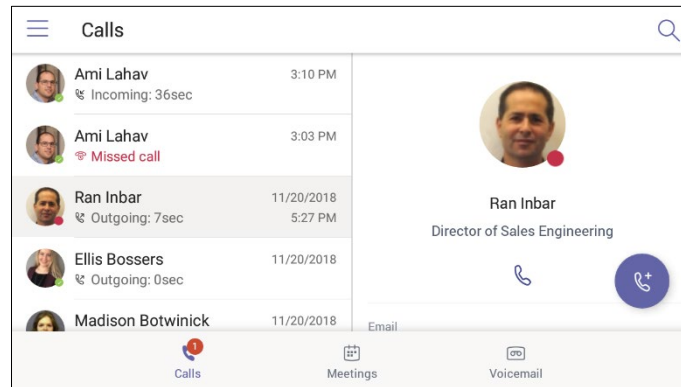 Calls
Ami Lahav 3:10 PM
Incoming: 36sec
Ami Lahav 3:03 PM
Missed call
Ran Inbar 11/20/2018
Outgoing: 7sec 5:27 PM
Ellis Bossers 11/20/2018
Outgoing: 0sec
Madison Botwinick 11/20/2018
Ran Inbar
Director of Sales Engineering
Email
1
Calls Meetings Voicemail